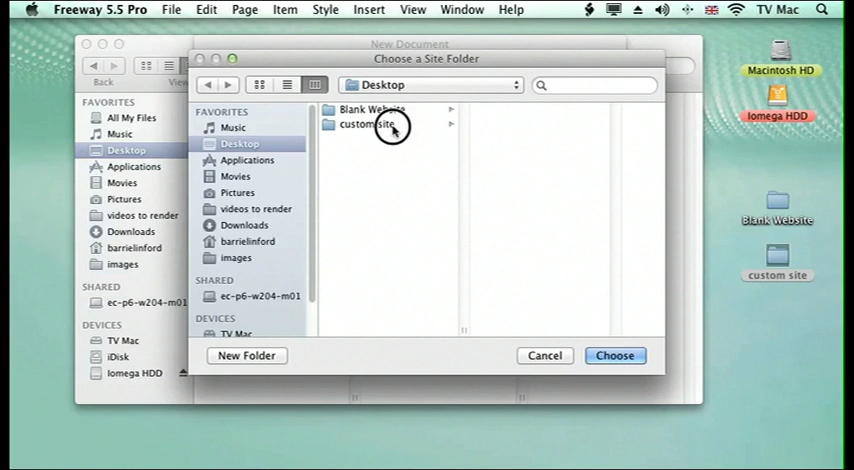 Freeway 5.5 Pro File Edit Page Item Style Insert View Window Help TV Mac
New Document
Choose a Site Folder
Back
View
Desktop
FAVORITES
All My Files
Music
Desktop
Applications
Movies
Pictures
videos to render
Downloads
barrielinford
images
SHARED
ec-p6-w204-m01
DEVICES
TV Mac
iDisk
Iomega HDD
FAVORITES
Music
Desktop
Applications
Movies
Pictures
videos to render
Downloads
barrielinford
images
SHARED
ec-p6-w204-m01
DEVICES
TV Mac
Blank Website
custom site
New Folder
Cancel
Choose
Macintosh HD
Iomega HDD
Blank Website
custom site